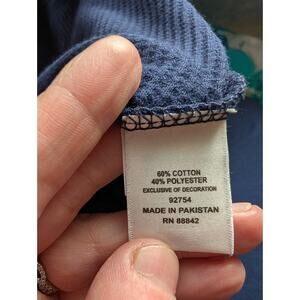 60% COTTON
40% POLYESTER
EXCLUSIVE OF DECORATION
92754
MADE IN PAKISTAN
RN 88842